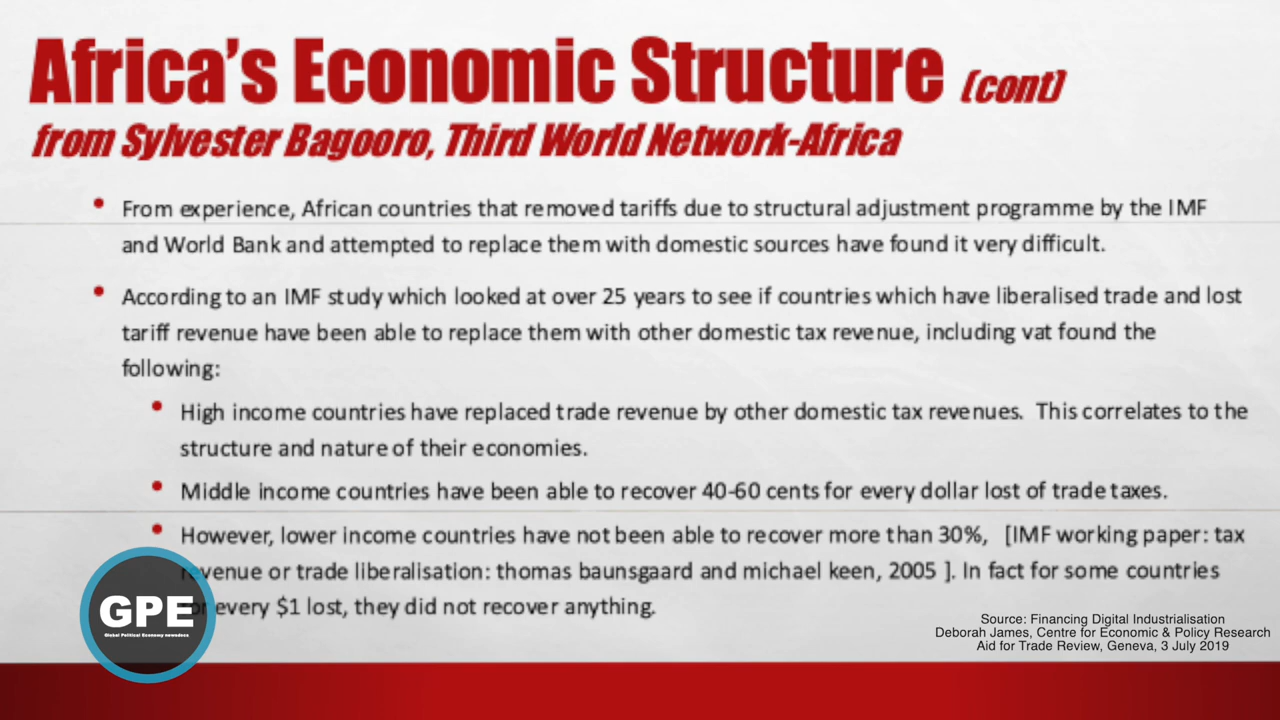 Africa's Economic Structure (cont)
from Sylvester Bagooro, Third World Network-Africa
• From experience, African countries that removed tariffs due to structural adjustment programme by the IMF
and World Bank and attempted to replace them with domestic sources have found it very difficult.
• According to an IMF study which looked at over 25 years to see if countries which have liberalised trade and lost
tariff revenue have been able to replace them with other domestic tax revenue, including vat found the
following:
• High income countries have replaced trade revenue by other domestic tax revenues. This correlates to the
structure and nature of their economies.
• Middle income countries have been able to recover 40-60 cents for every dollar lost of trade taxes.
• However, lower income countries have not been able to recover more than 30%, [IMF working paper: tax
revenue or trade liberalisation: thomas baunsgaard and michael keen, 2005 ]. In fact for some countries
for every $1 lost, they did not recover anything.
GPE
Global Political Economy newsdocs
Source: Financing Digital Industrialisation
Deborah James, Centre for Economic & Policy Research
Aid for Trade Review, Geneva, 3 July 2019